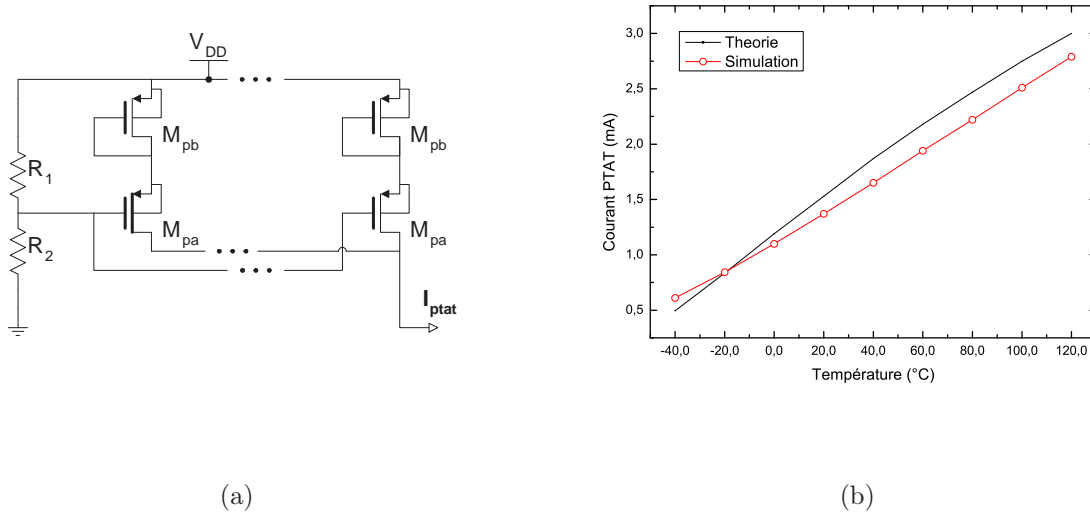 V_DD
M_pb
M_pb
R_1
M_pa
M_pa
R_2
I_ptat
(a)
Theorie
Simulation
Courant PTAT (mA)
3,0
2,5
2,0
1,5
1,0
0,5
-40,0 -20,0 0,0 20,0 40,0 60,0 80,0 100,0 120,0
Température (°C)
(b)